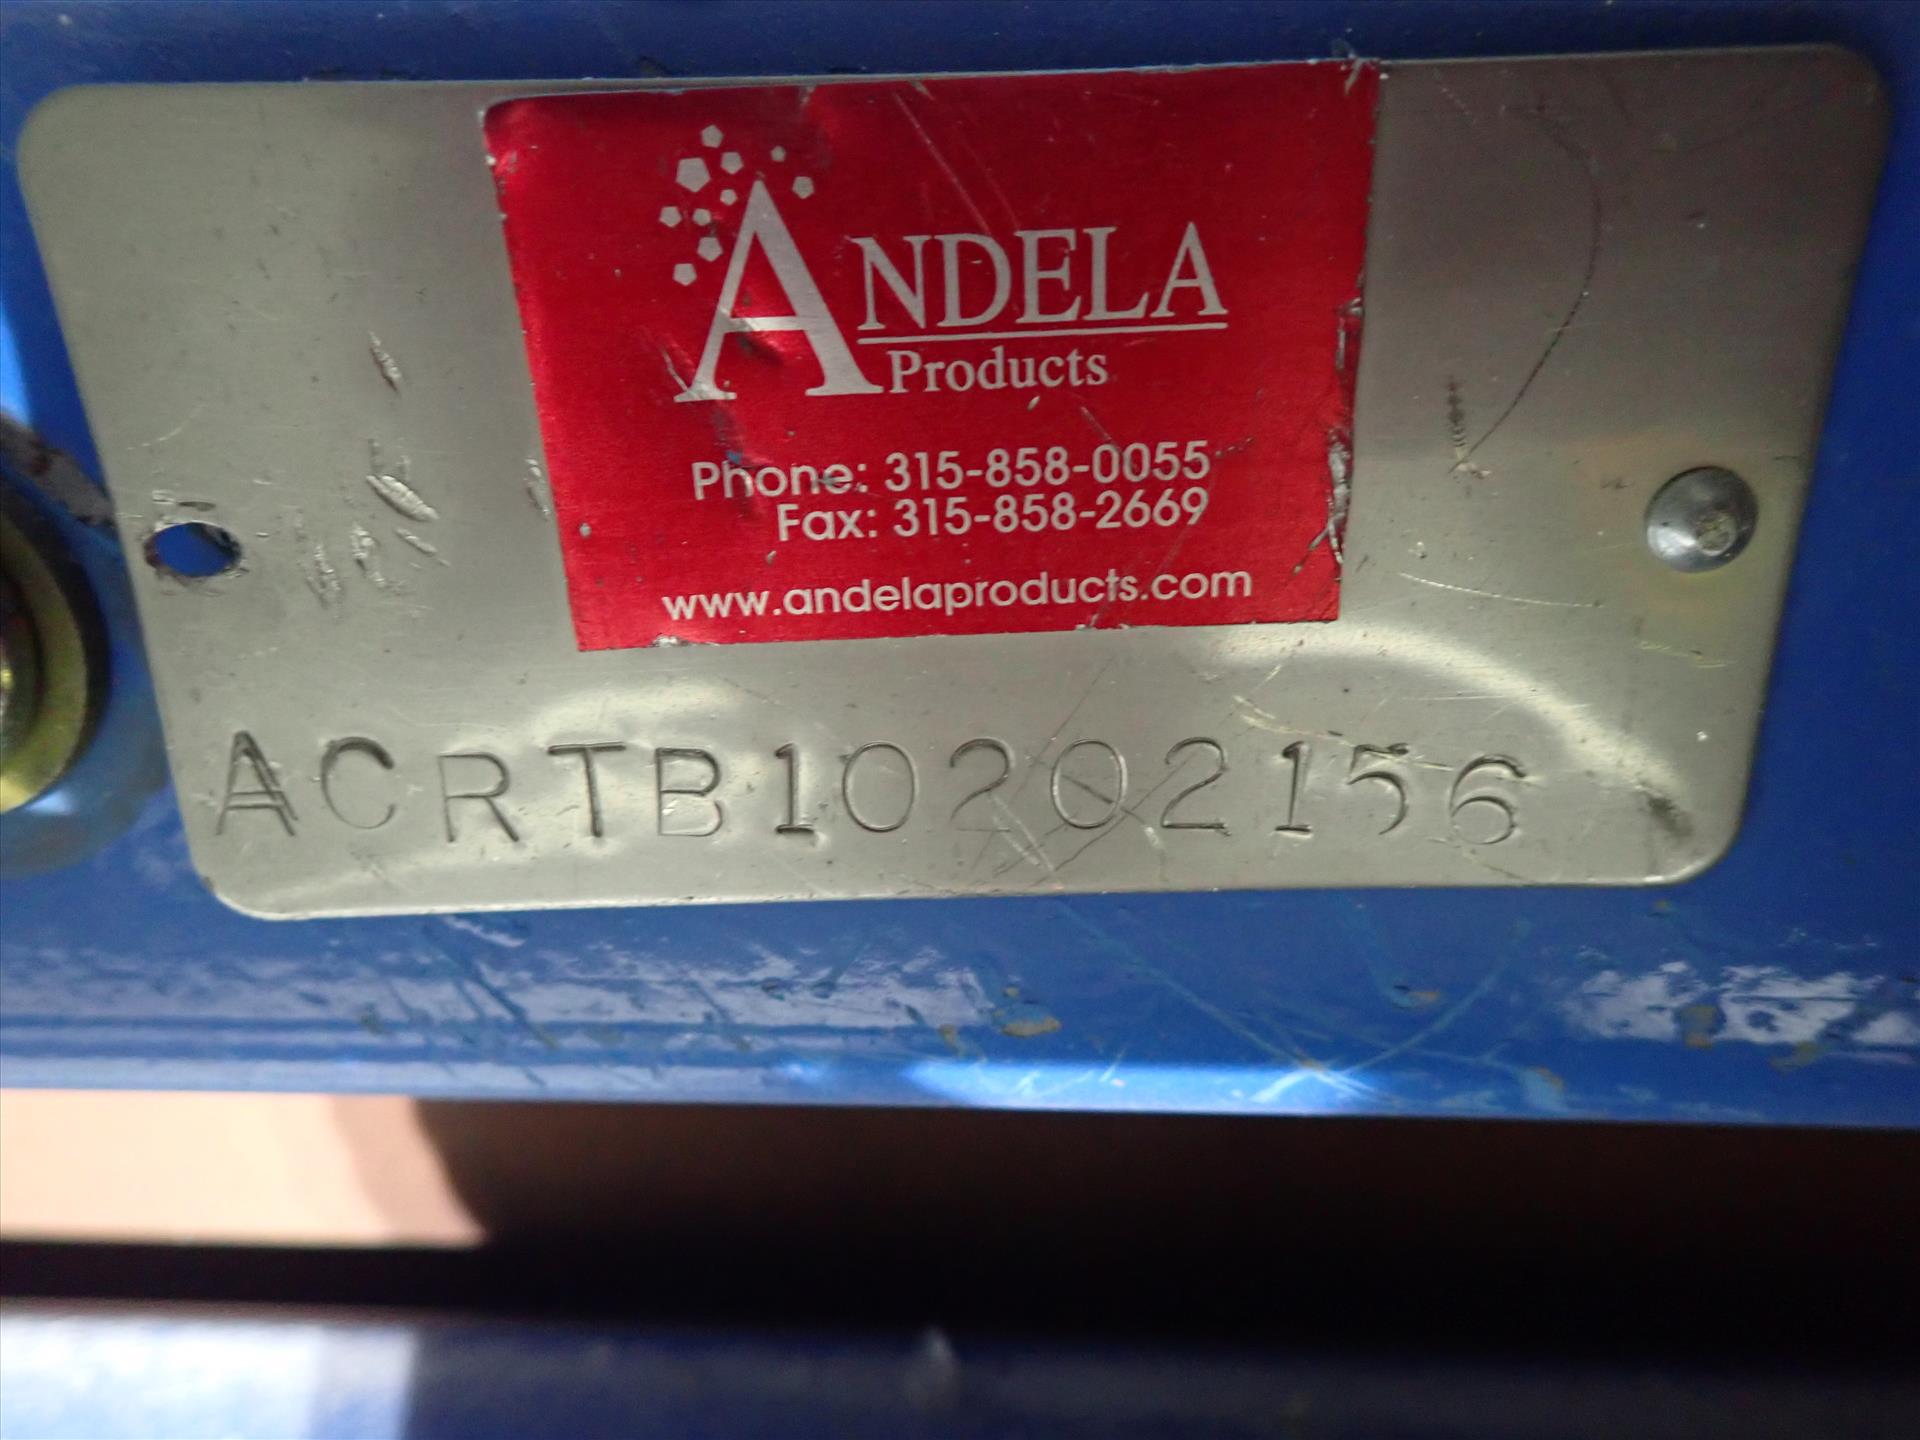 ANDELA
Products
Phone: 315-858-0055
Fax: 315-858-2669
www.andelaproducts.com
ACRTB10202156